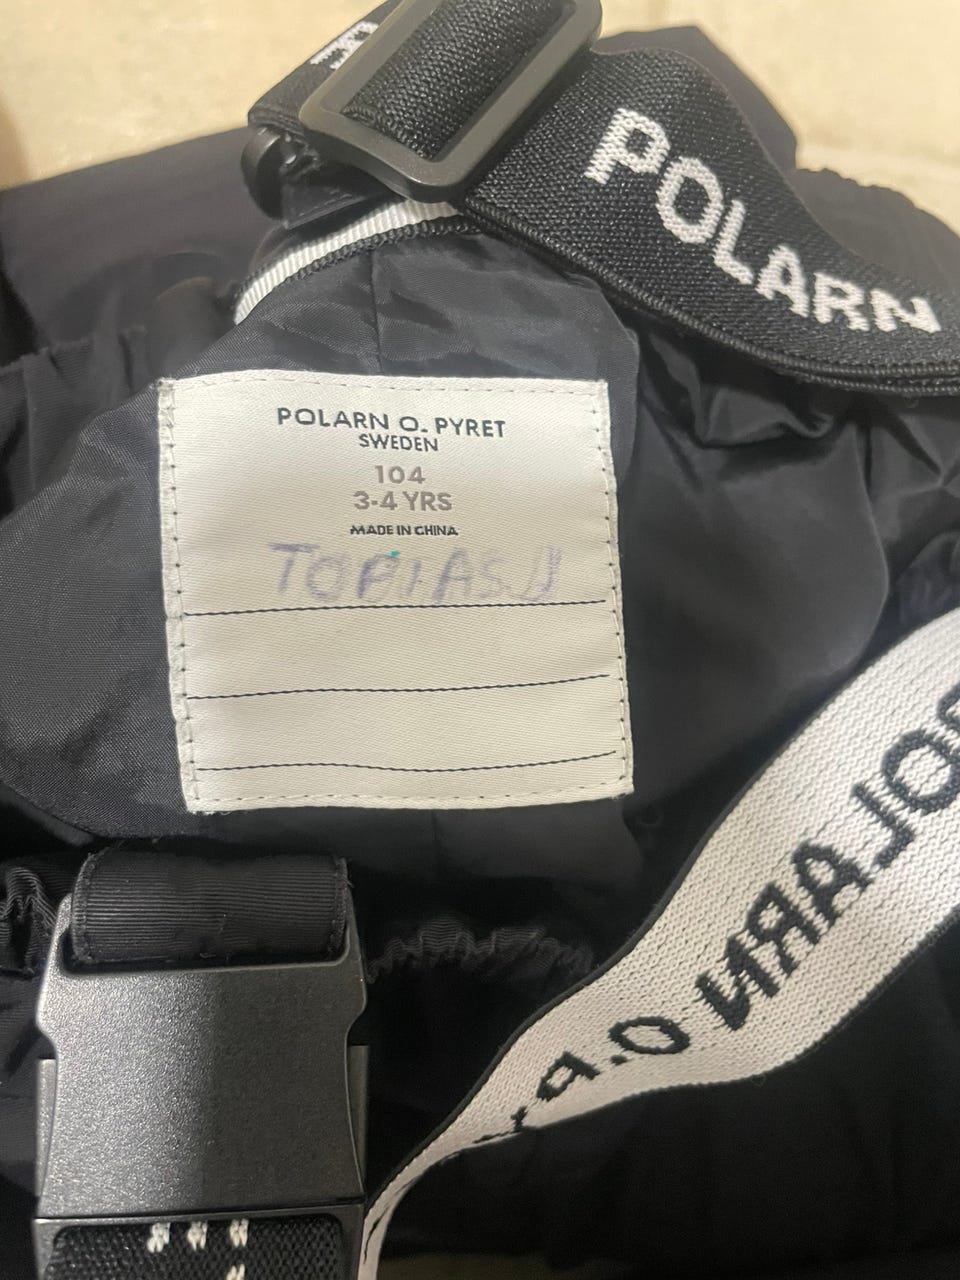 POLARN
POLARN O. PYRET
SWEDEN
104
3-4 YRS
MADE IN CHINA
TOBIAS
POLARN O.P